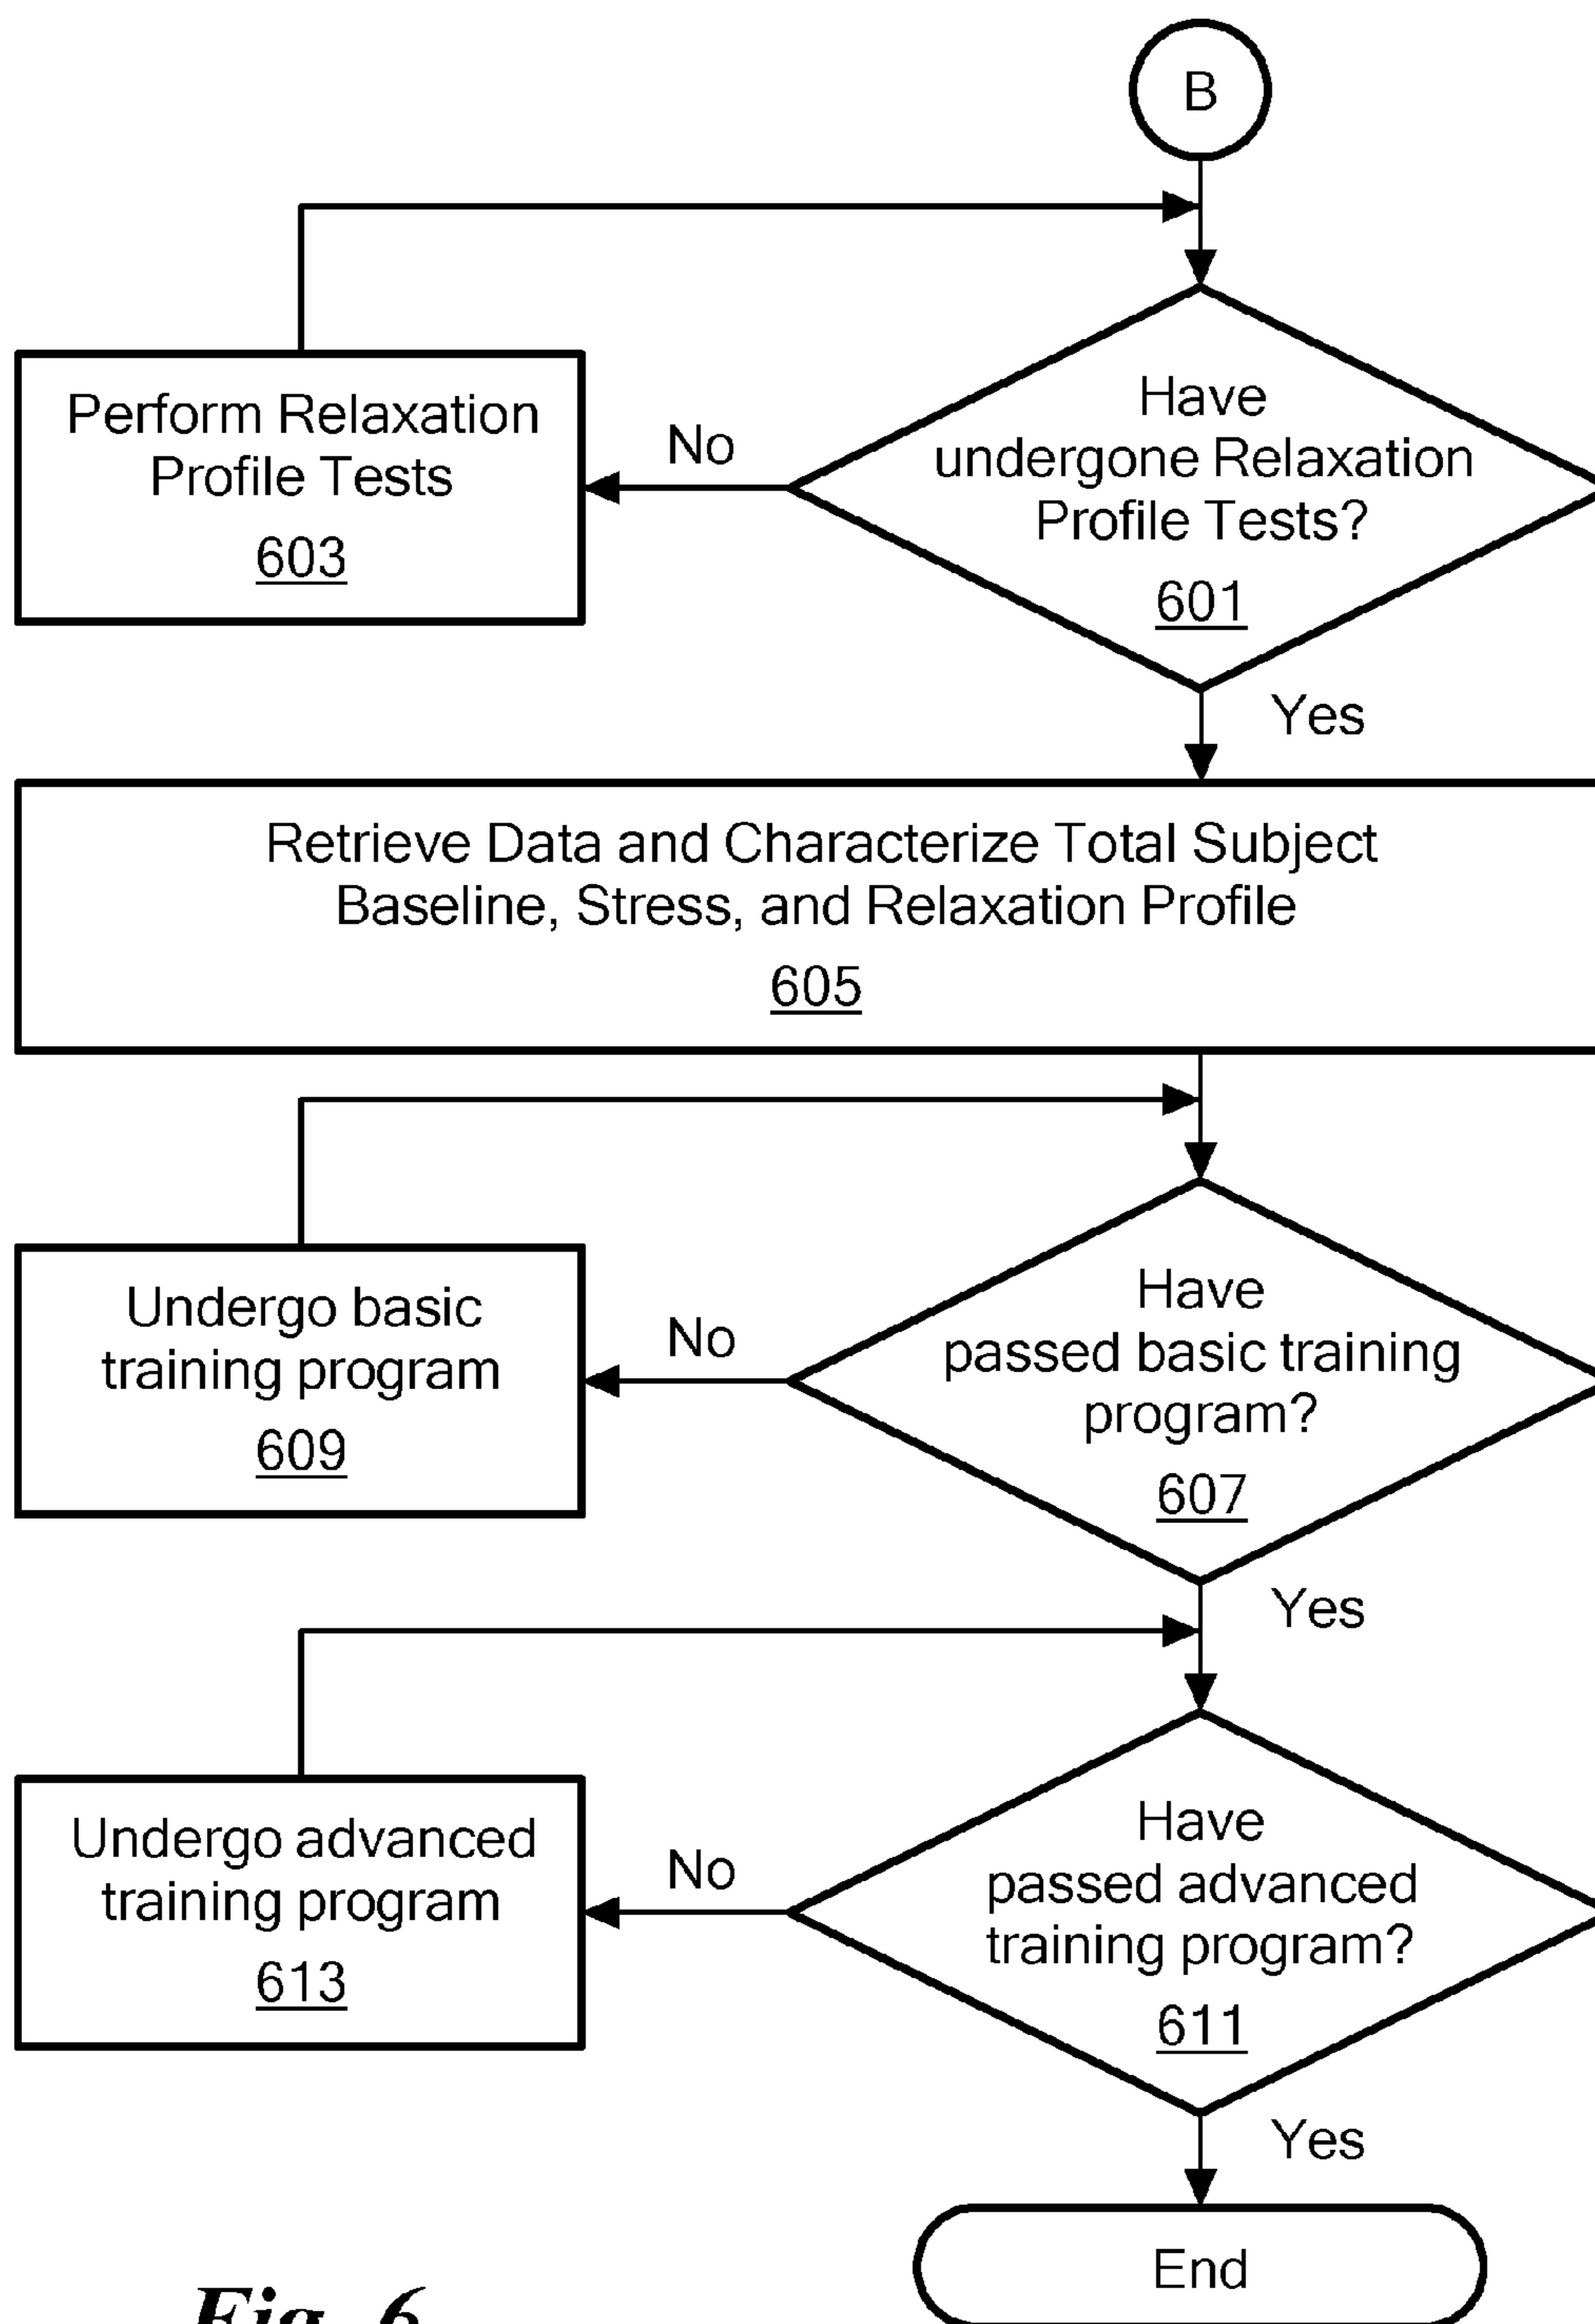 B
Have
undergone Relaxation
Profile Tests?
601
No
Perform Relaxation
Profile Tests
603
Yes
Retrieve Data and Characterize Total Subject
Baseline, Stress, and Relaxation Profile
605
Have
passed basic training
program?
607
No
Undergo basic
training program
609
Yes
Have
passed advanced
training program?
611
No
Undergo advanced
training program
613
Yes
End
Fig. 6